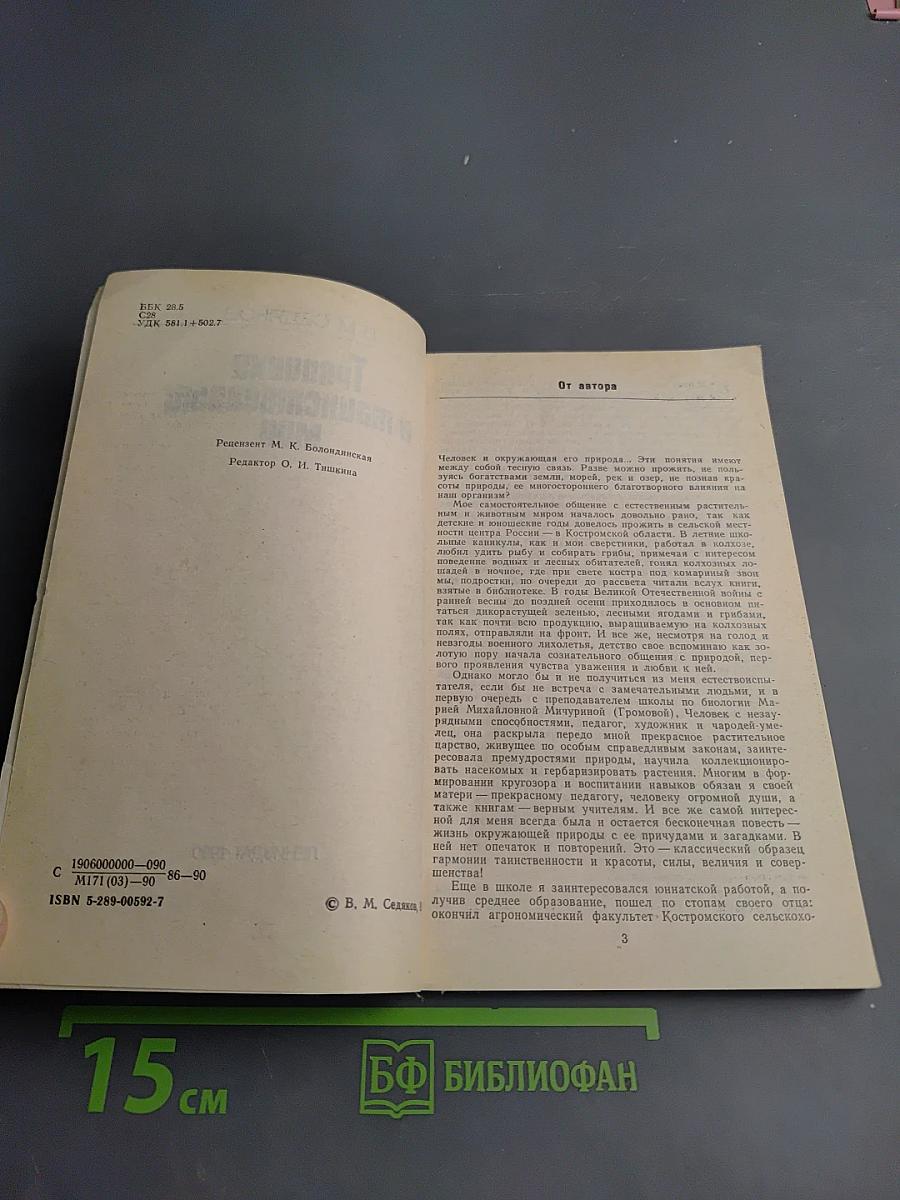 ББК 28.5
С28
УДК 581.1+502.7
Рецензент М. К. Болондинская
Редактор О. И. Тишкина
С 1906000000—090
М171(03)—90 86—90
ISBN 5-289-00592-7
© В. М. Седяков,
От автора
Человек и окружающая его природа... Эти понятия имеют
между собой тесную связь. Разве можно прожить, не поль-
зуясь богатствами земли, морей, рек и озер, не познав кра-
соты природы, ее многостороннего благотворного влияния на
наш организм?
Мое самостоятельное общение с естественным раститель-
ным и животным миром началось довольно рано, так как
детские и юношеские годы довелось прожить в сельской мест-
ности центра России — в Костромской области. В летние шко-
льные каникулы, как и мои сверстники, работал в колхозе,
любил удить рыбу и собирать грибы, примечая с интересом
поведение водных и лесных обитателей, гонял колхозных ло-
шадей в ночное, где при свете костра под комариный звон
мы, подростки, по очереди до рассвета читали вслух книги,
взятые в библиотеке. В годы Великой Отечественной войны с
ранней весны до поздней осени приходилось в основном пи-
таться дикорастущей зеленью, лесными ягодами и грибами,
так как почти всю продукцию, выращиваемую на колхозных
полях, отправляли на фронт. И все же, несмотря на голод и
невзгоды военного лихолетья, детство свое вспоминаю как зо-
лотую пору начала сознательного общения с природой, пер-
вого проявления чувства уважения и любви к ней.
Однако могло бы и не получиться из меня естествоиспы-
тателя, если бы не встреча с замечательными людьми, и в
первую очередь с преподавателем школы по биологии Ма-
рией Михайловной Мичуриной (Громовой), Человек с незау-
рядными способностями, педагог, художник и чародей-уме-
лец, она раскрыла передо мной прекрасное растительное
царство, живущее по особым справедливым законам, заинте-
ресовала премудростями природы, научила коллекциониро-
вать насекомых и гербаризировать растения. Многим в фор-
мировании кругозора и воспитании навыков обязан я своей
матери — прекрасному педагогу, человеку огромной души, а
также книгам — верным учителям. И все же самой интерес-
ной для меня всегда была и остается бесконечная повесть —
жизнь окружающей природы с ее причудами и загадками. В
ней нет опечаток и повторений. Это — классический образец
гармонии таинственности и красоты, силы, величия и совер-
шенства!
Еще в школе я заинтересовался юннатской работой, а по-
лучив среднее образование, пошел по стопам своего отца:
окончил агрономический факультет Костромского сельскохо-
3
15 см
БФ БИБЛИОФАН